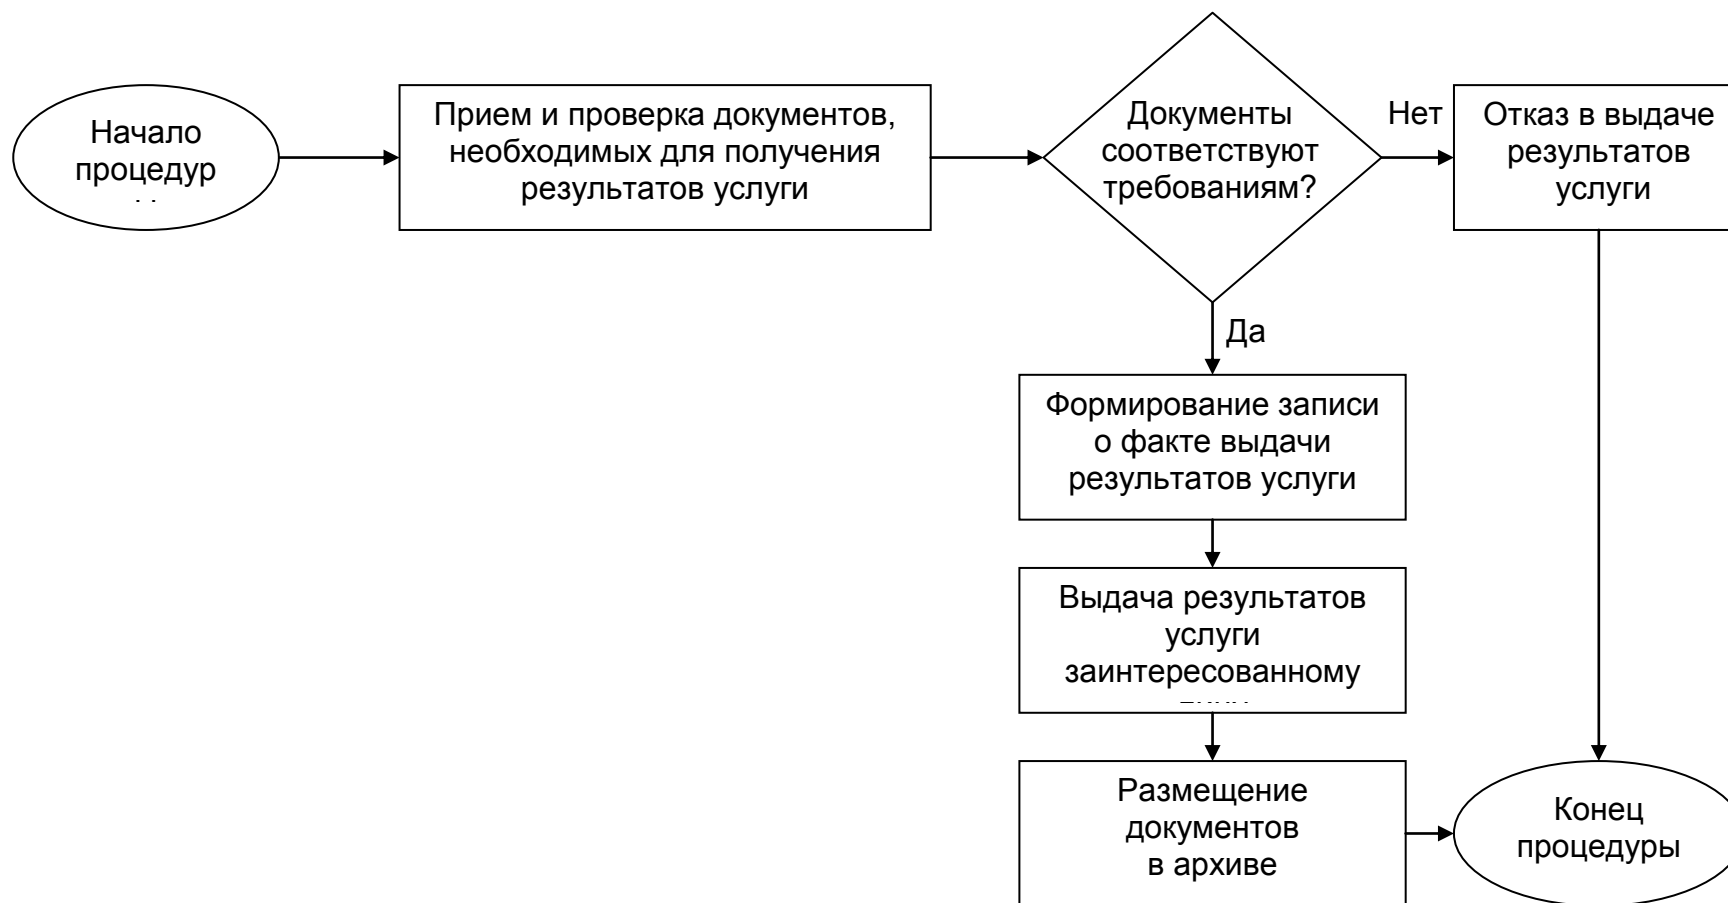 Начало
процедур
Прием и проверка документов,
необходимых для получения
результатов услуги
Документы
соответствуют
требованиям?
Нет
Отказ в выдаче
результатов
услуги
Да
Формирование записи
о факте выдачи
результатов услуги
Выдача результатов
услуги
заинтересованному
Размещение
документов
в архиве
Конец
процедуры